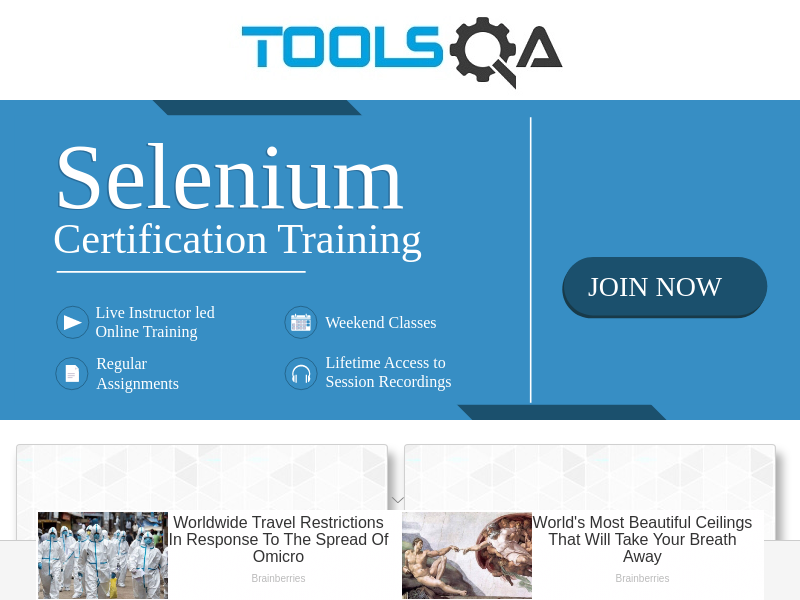 TOOLSQA
Selenium
Certification Training
JOIN NOW
Live Instructor led
Online Training
Weekend Classes
Regular
Assignments
Lifetime Access to
Session Recordings
Worldwide Travel Restrictions
In Response To The Spread Of
Omicro
Brainberries
World's Most Beautiful Ceilings
That Will Take Your Breath
Away
Brainberries